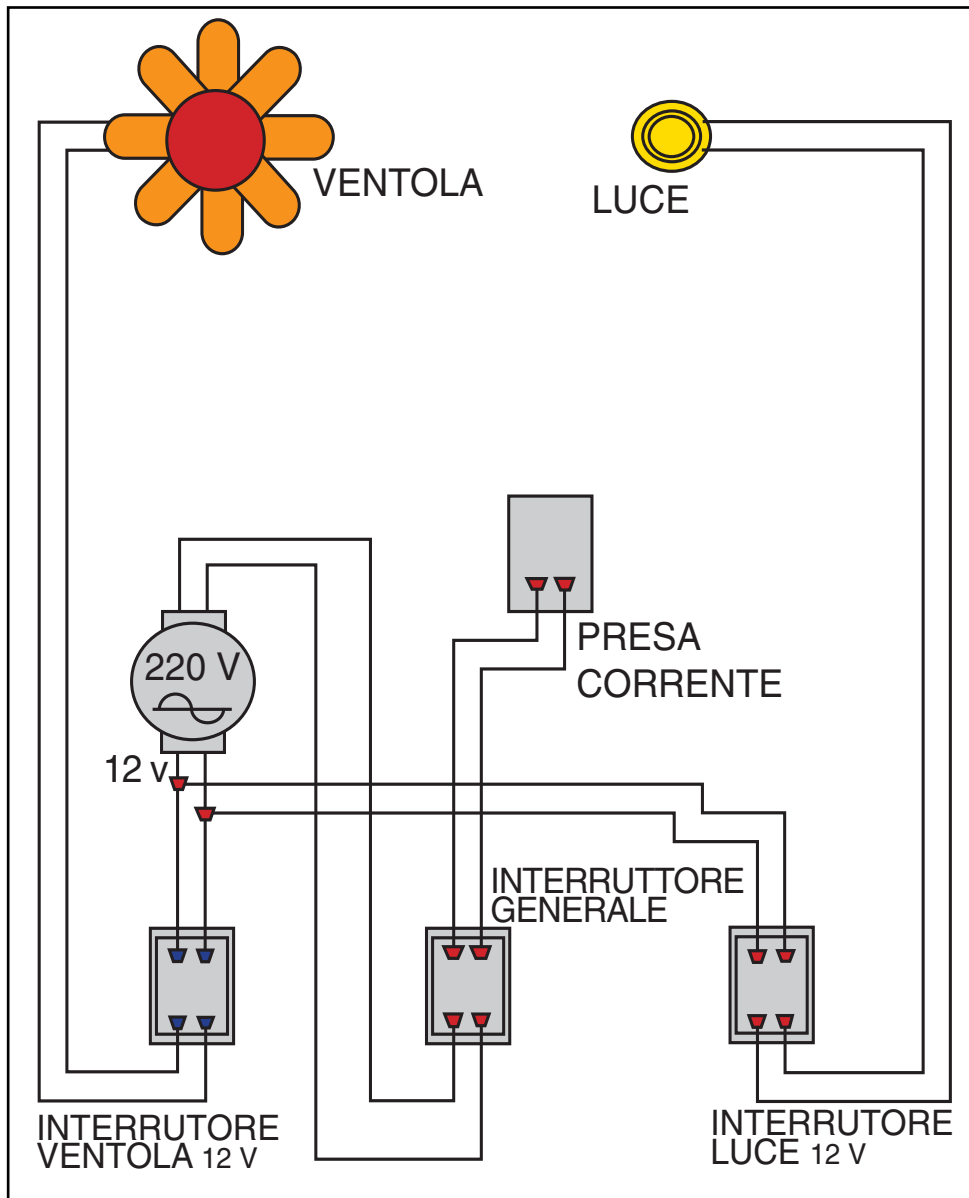 VENTOLA
LUCE
PRESA
CORRENTE
220 V
12 v
INTERRUTTORE
GENERALE
INTERRUTORE
VENTOLA 12 V
INTERRUTORE
LUCE 12 V